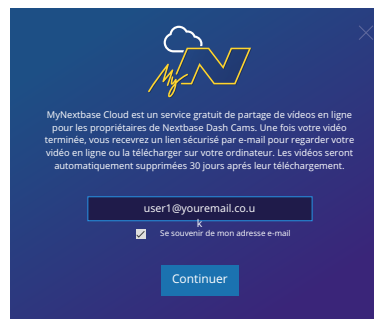 My N
MyNextbase Cloud est un service gratuit de partage de vídeos en ligne
pour les propriétaires de Nextbase Dash Cams. Une fois votre vidéo
terminée, vous recevrez un lien sécurisé par e-mail pour regarder votre
vidéo en ligne ou la télécharger sur votre ordinateur. Les vidéos seront
automatiquement supprimées 30 jours aprés leur téléchargement.
user1@youremail.co.u
k
Se souvenir de mon adresse e-mail
Continuer